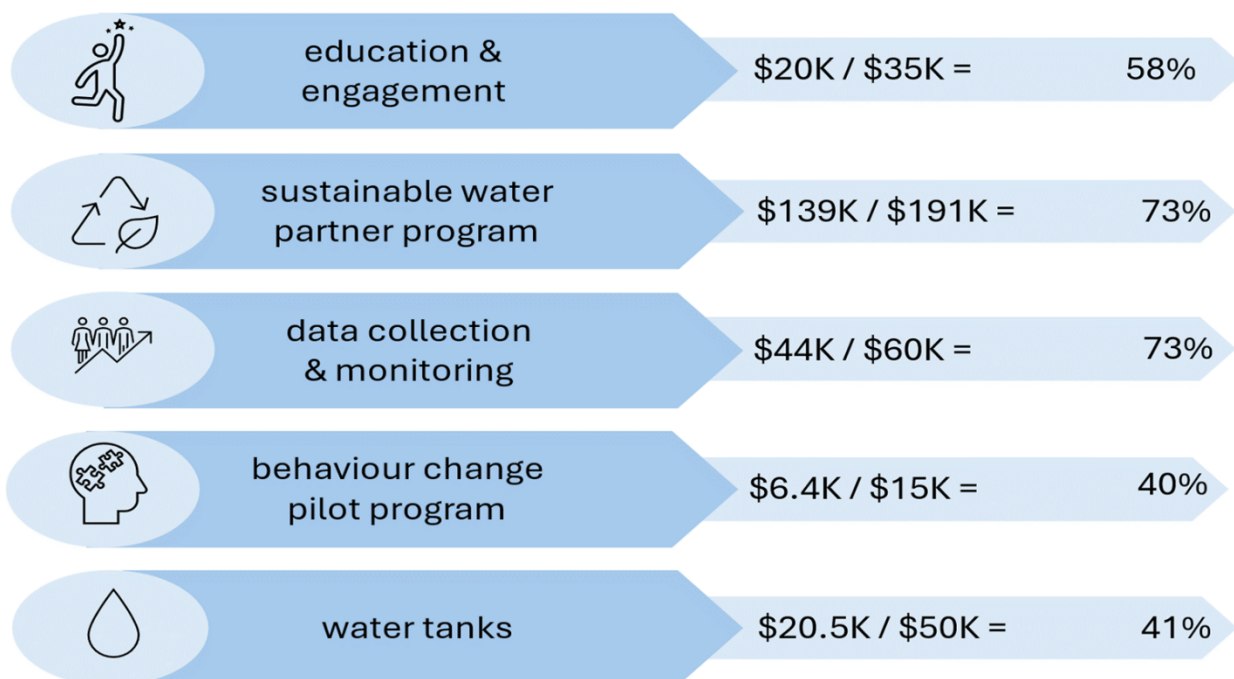 education &
engagement
$20K / $35K = 58%
sustainable water
partner program
$139K / $191K = 73%
data collection
& monitoring
$44K / $60K = 73%
behaviour change
pilot program
$6.4K / $15K = 40%
water tanks
$20.5K / $50K = 41%